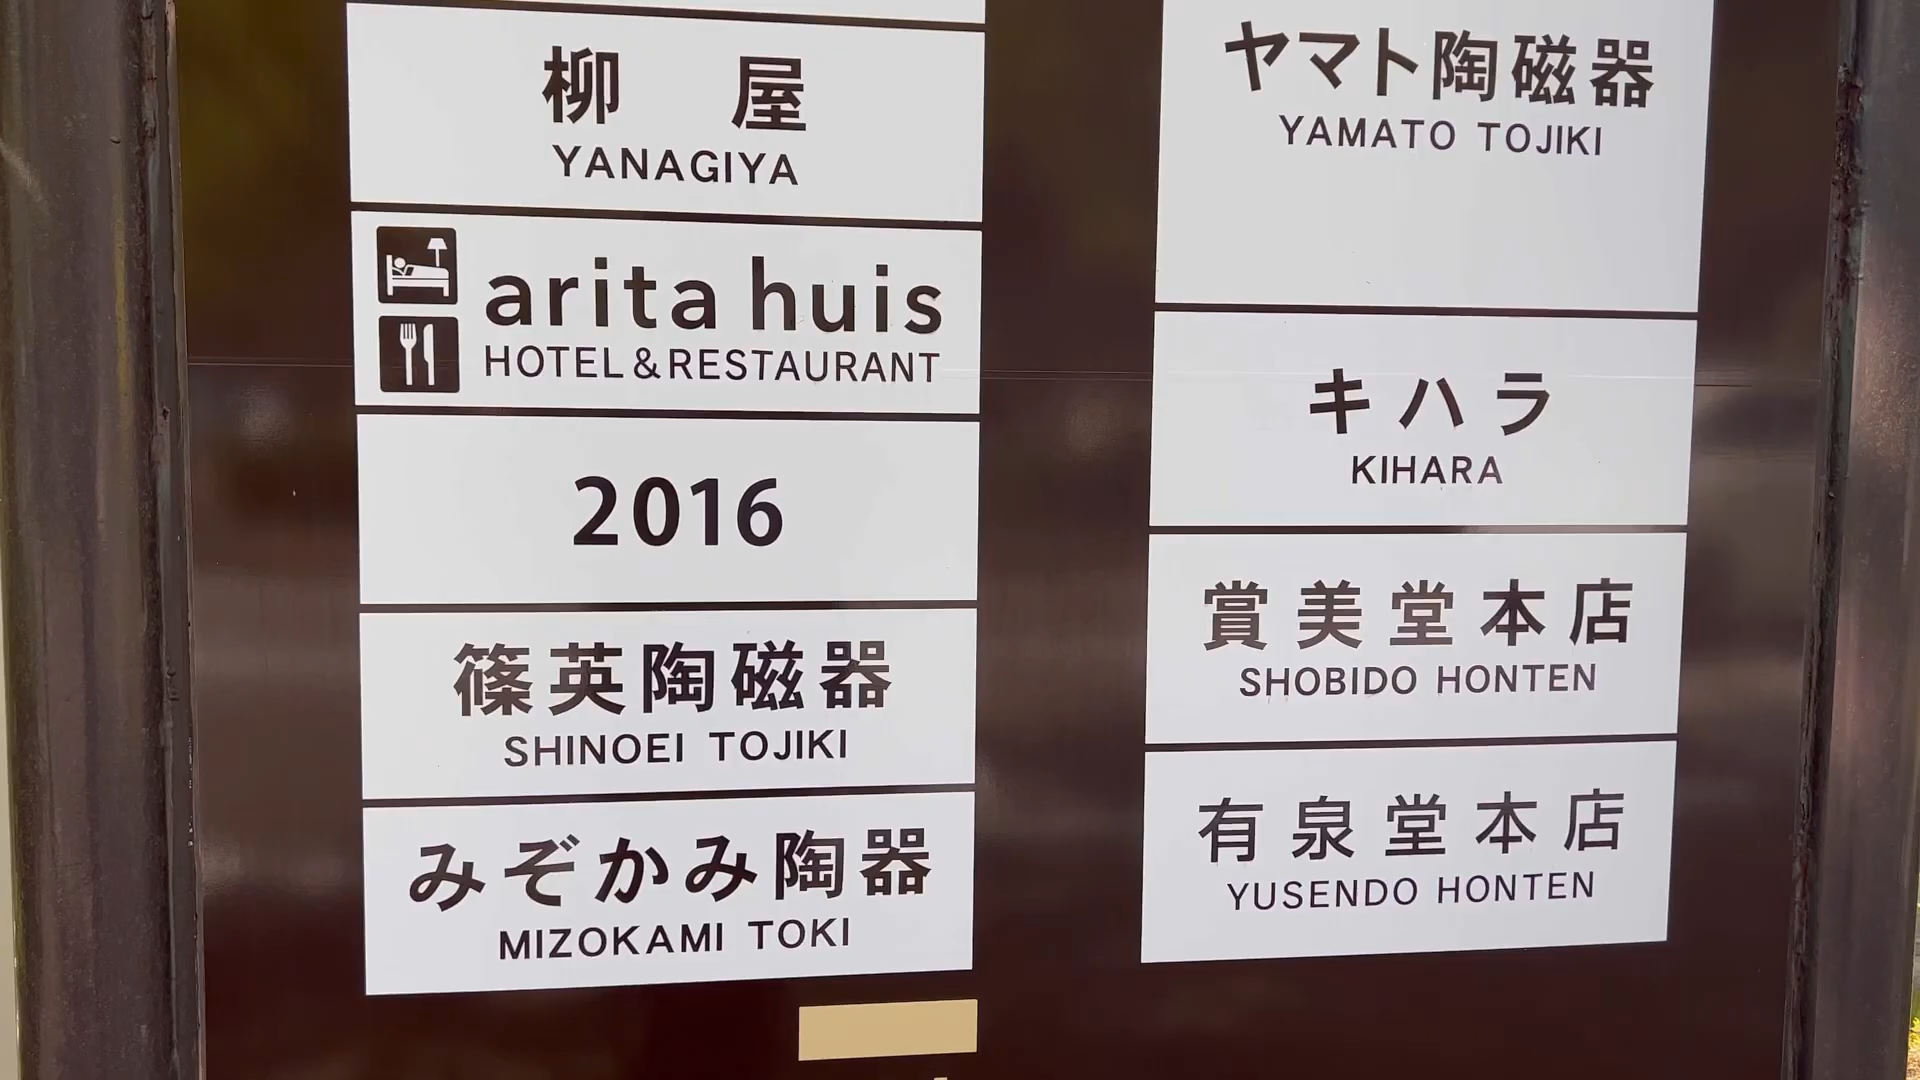 柳屋
YANAGIYA
arita huis
HOTEL&RESTAURANT
2016
篠英陶磁器
SHINOEI TOJIKI
みぞかみ陶器
MIZOKAMI TOKI
ヤマト陶磁器
YAMATO TOJIKI
キハラ
KIHARA
賞美堂本店
SHOBIDO HONTEN
有泉堂本店
YUSENDO HONTEN